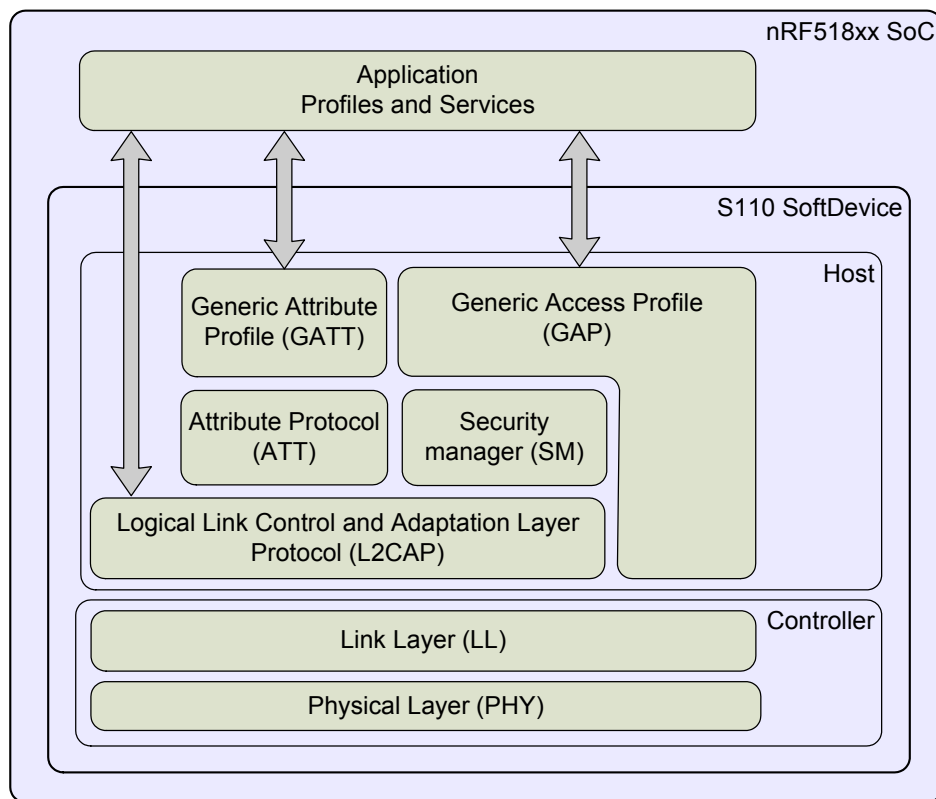 nRF518xx SoC
Application
Profiles and Services
S110 SoftDevice
Host
Generic Attribute
Profile (GATT)
Generic Access Profile
(GAP)
Attribute Protocol
(ATT)
Security
manager (SM)
Logical Link Control and Adaptation Layer
Protocol (L2CAP)
Controller
Link Layer (LL)
Physical Layer (PHY)